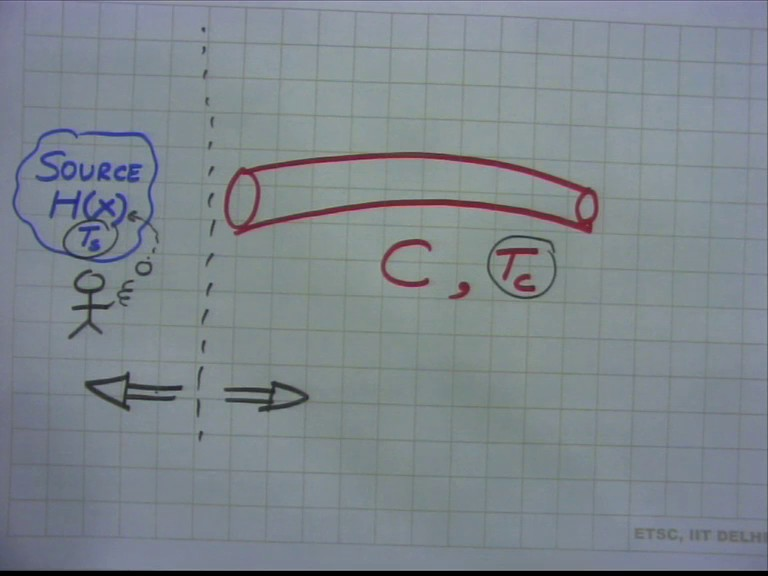 SOURCE
H(X)
Ts
C, Tc
ETSC, IIT DELHI